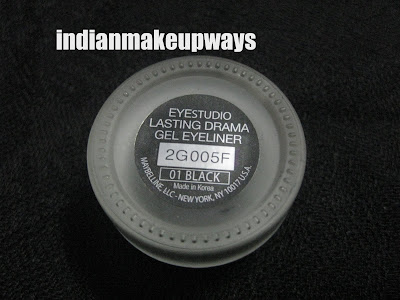 indianmakeupways
EYESTUDIO
LASTING DRAMA
GEL EYELINER
2G005F
01 BLACK
Made in Korea
MAYBELLINE, LLC - NEW YORK, NY 10017 U.S.A.